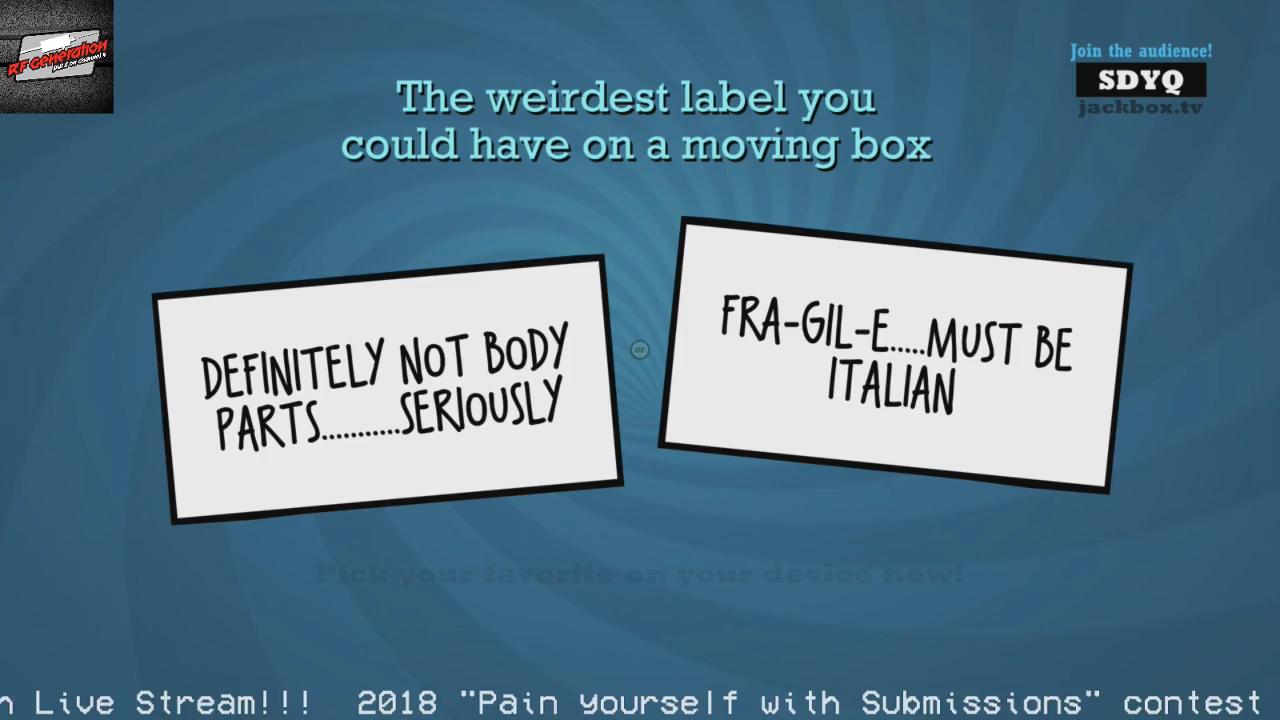 RF Generation
Join the audience!
SDYQ
jackbox.tv
The weirdest label you
could have on a moving box
DEFINITELY NOT BODY
PARTS...........SERIOUSLY
or
FRA-GIL-E.....MUST BE
ITALIAN
Pick your favorite on your device now!
n Live Stream!!!  2018 "Pain yourself with Submissions" contest